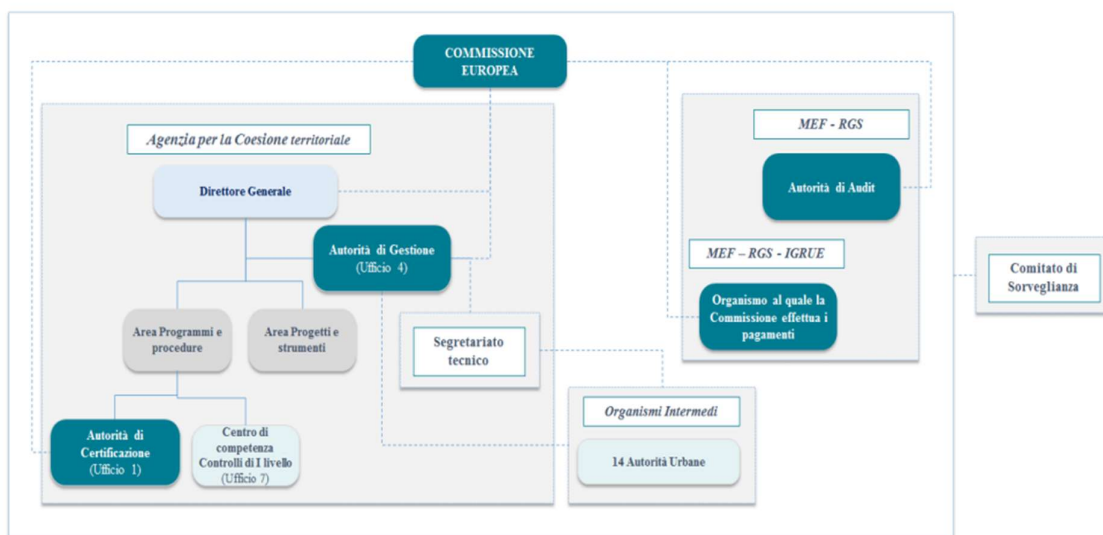 COMMISSIONE
EUROPEA
Agenzia per la Coesione territoriale
Direttore Generale
Autorità di Gestione
(Ufficio 4)
Area Programmi e
procedure
Area Progetti e
strumenti
Segretariato
tecnico
Autorità di
Certificazione
(Ufficio 1)
Centro di
competenza
Controlli di I livello
(Ufficio 7)
Organismi Intermedi
14 Autorità Urbane
MEF - RGS
Autorità di Audit
MEF – RGS - IGRUE
Organismo al quale la
Commissione effettua i
pagamenti
Comitato di
Sorveglianza